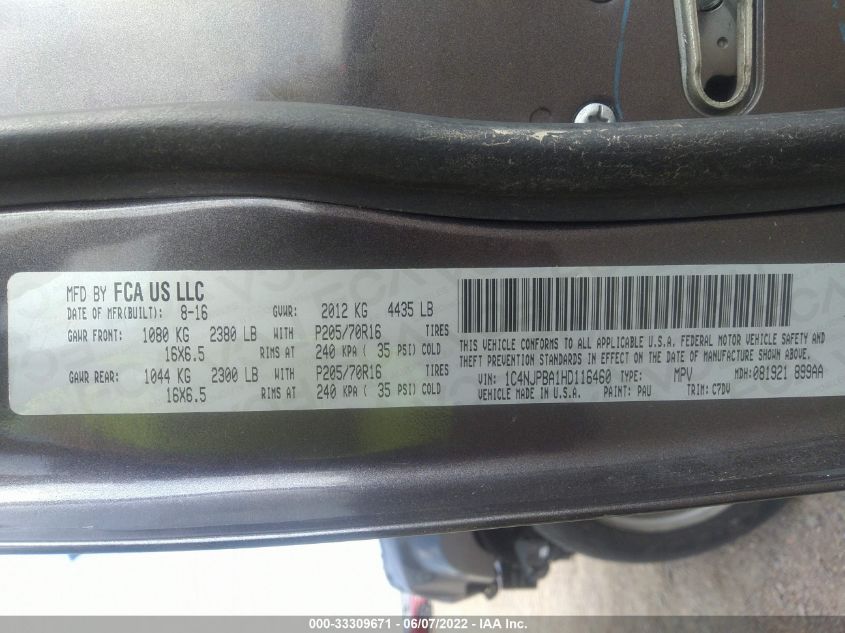 MFD BY FCA US LLC
DATE OF MFR(BUILT): 8-16 GVWR: 2012 KG 4435 LB
GAWR FRONT: 1080 KG 2380 LB WITH P205/70R16 TIRES
16X6.5 RIMS AT 240 KPA ( 35 PSI) COLD
GAWR REAR: 1044 KG 2300 LB WITH P205/70R16 TIRES
16X6.5 RIMS AT 240 KPA ( 35 PSI) COLD
THIS VEHICLE CONFORMS TO ALL APPLICABLE U.S.A. FEDERAL MOTOR VEHICLE SAFETY AND
THEFT PREVENTION STANDARDS IN EFFECT ON THE DATE OF MANUFACTURE SHOWN ABOVE.
VIN: 1C4NJPBA1HD116460 TYPE: MPV MDH: 081921 899AA
VEHICLE MADE IN U.S.A. PAINT: PAU TRIM: C7DV
000-33309671 - 06/07/2022 - IAA Inc.